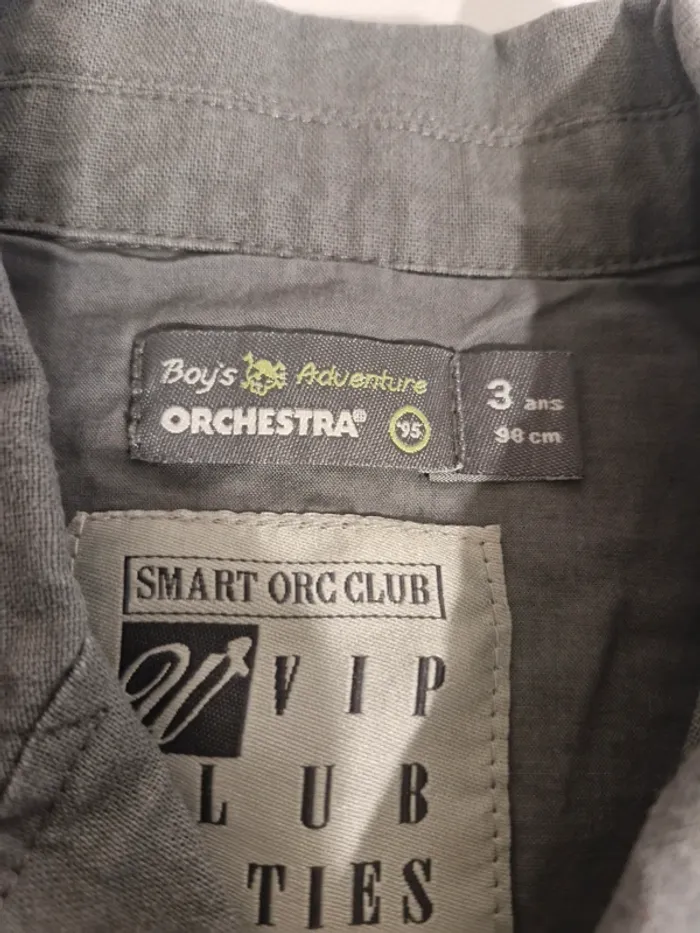 Boy's Adventure
ORCHESTRA® '95
3 ans
98 cm
SMART ORC CLUB
VIP
LUB
TIES